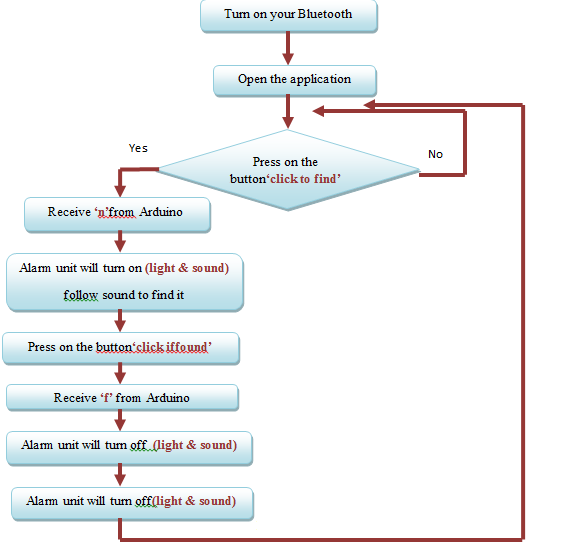 Turn on your Bluetooth
Open the application
Press on the
button‘click to find’
Yes
No
Receive ‘n’from Arduino
Alarm unit will turn on (light & sound)
follow sound to find it
Press on the button‘click iffound’
Receive ‘f’ from Arduino
Alarm unit will turn off (light & sound)
Alarm unit will turn off(light & sound)